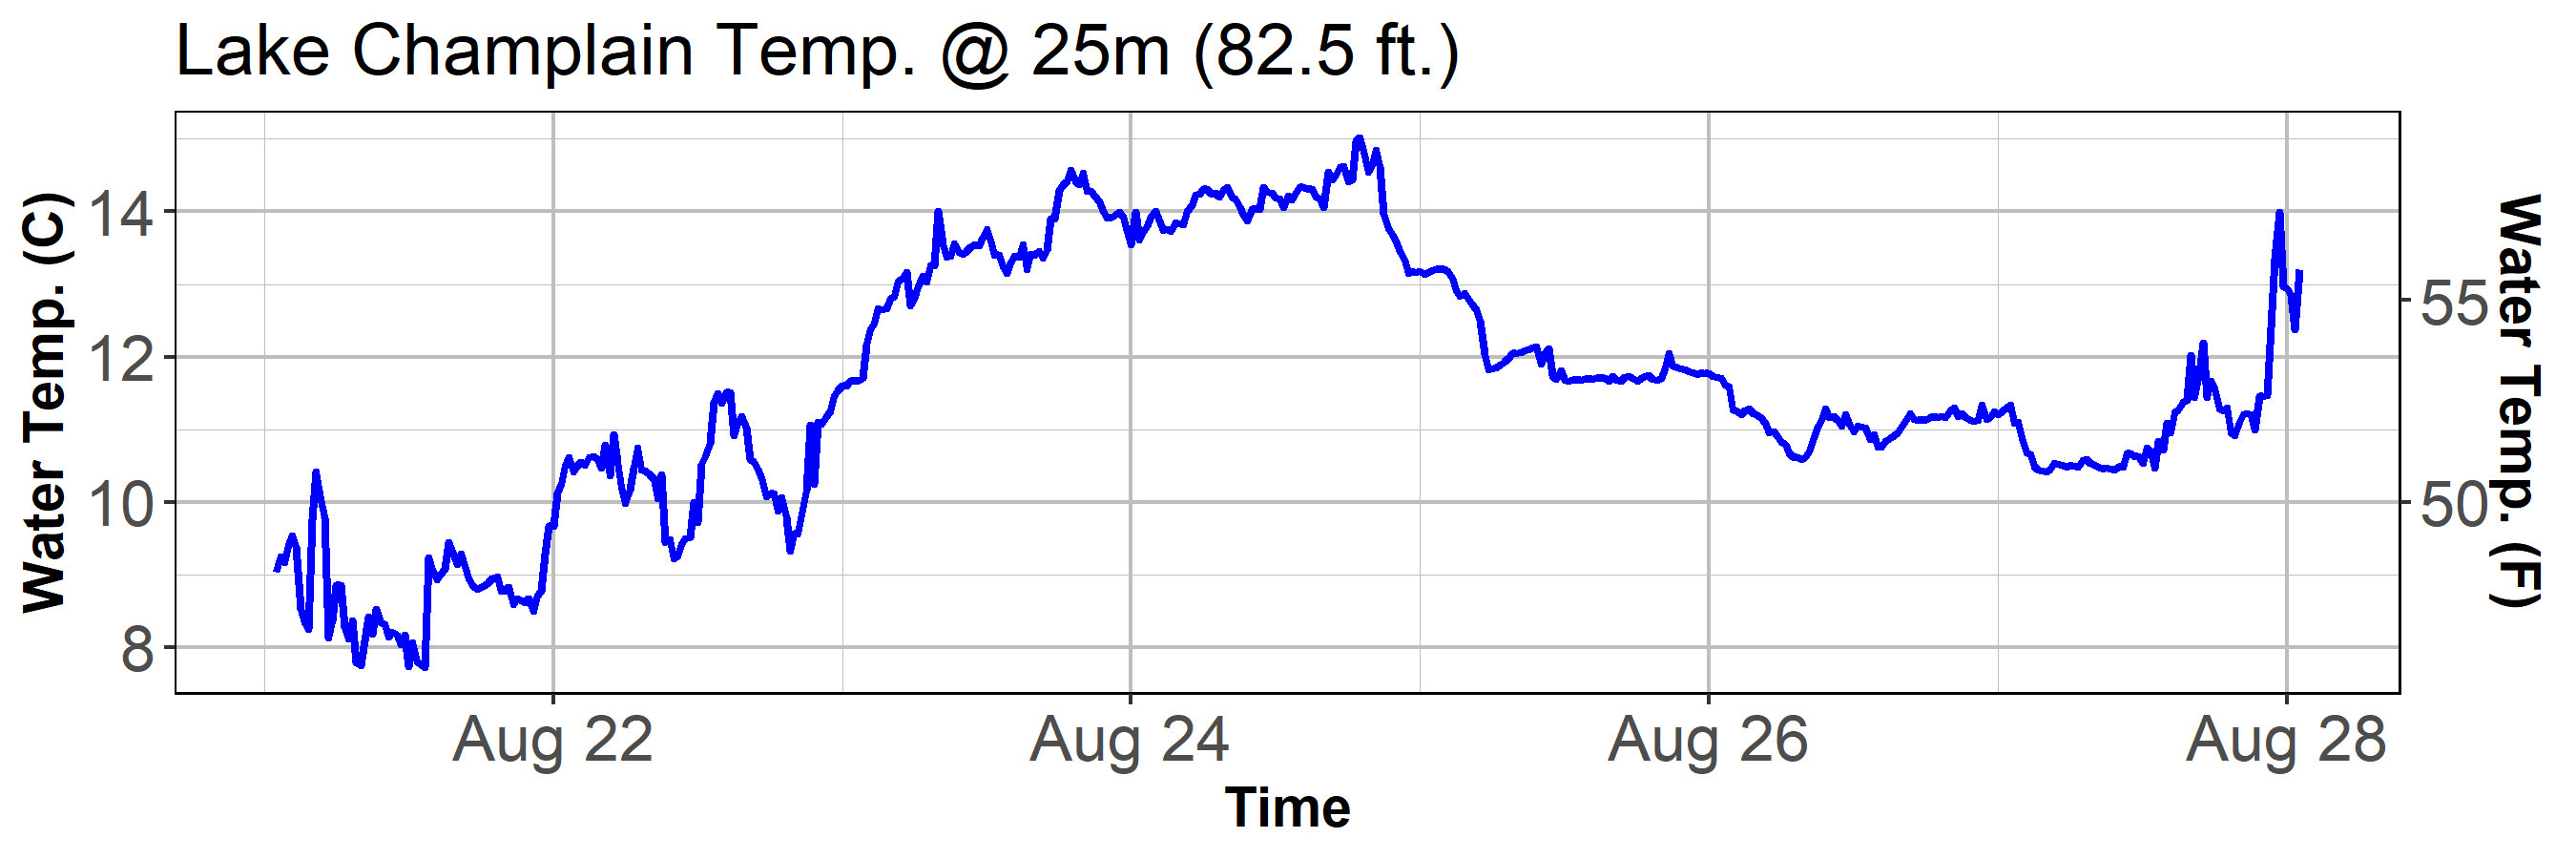 Lake Champlain Temp. @ 25m (82.5 ft.)
Water Temp. (C)
14
12
10
8
55
50
Water Temp. (F)
Aug 22
Aug 24
Aug 26
Aug 28
Time